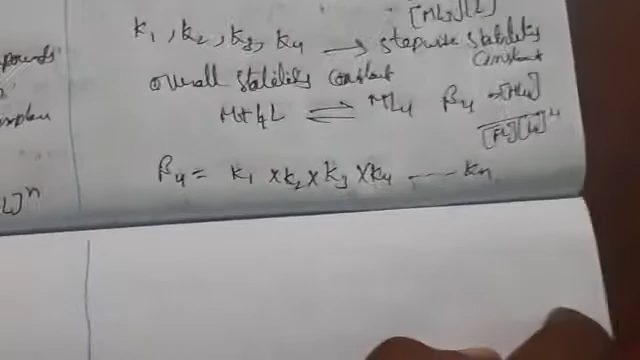 [ML3][L]
K1, K2, K3, K4 → stepwise stability constant
overall stability constant
M+4L ⇌ ML4 β4 = [ML4]
[M][L]4
β4 = K1 × K2 × K3 × K4 —— Kn
L]n